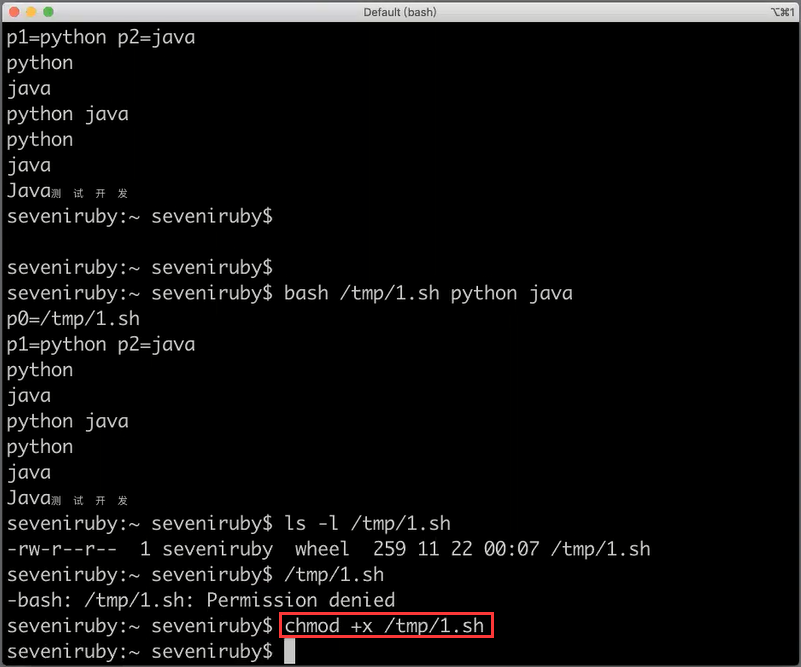 Default (bash)
⌥⌘1
p1=python p2=java
python
java
python java
python
java
Java测试开发
seveniruby:~ seveniruby$
seveniruby:~ seveniruby$
seveniruby:~ seveniruby$ bash /tmp/1.sh python java
p0=/tmp/1.sh
p1=python p2=java
python
java
python java
python
java
Java测试开发
seveniruby:~ seveniruby$ ls -l /tmp/1.sh
-rw-r--r--  1 seveniruby  wheel  259 11 22 00:07 /tmp/1.sh
seveniruby:~ seveniruby$ /tmp/1.sh
-bash: /tmp/1.sh: Permission denied
seveniruby:~ seveniruby$ chmod +x /tmp/1.sh
seveniruby:~ seveniruby$